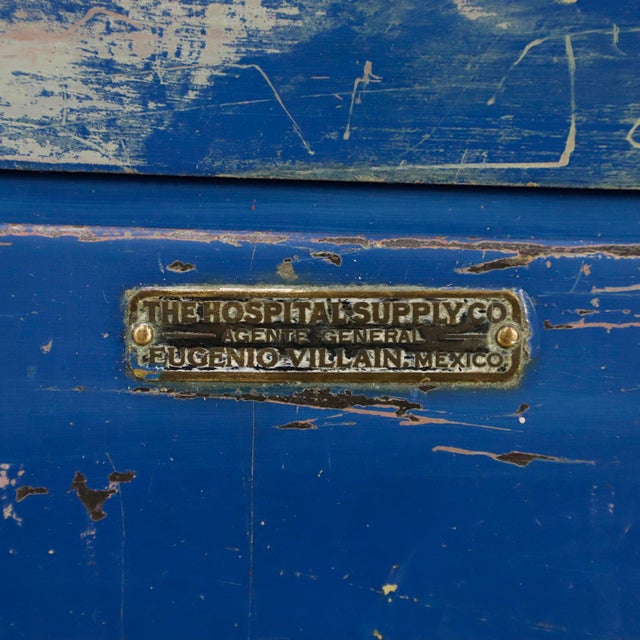 THE HOSPITAL SUPPLY CO
AGENTE GENERAL
EUGENIO VILLAIN MEXICO